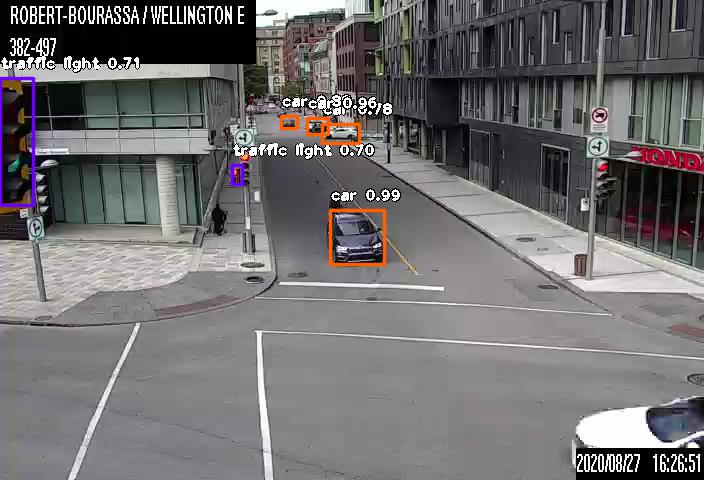 ROBERT-BOURASSA / WELLINGTON E
382-497
traffic light 0.71
car 0.96
traffic light 0.70
car 0.99
HONDA
2020/08/27 16:26:51